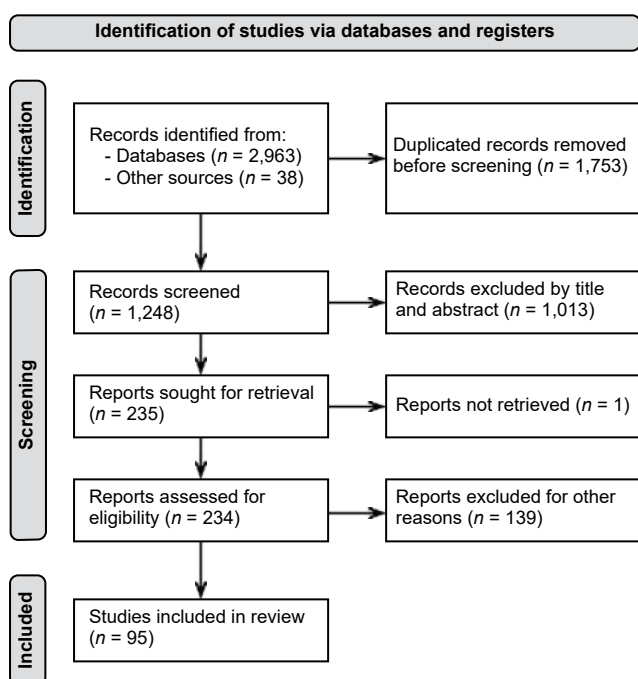 Identification of studies via databases and registers
Identification
Records identified from:
- Databases (n = 2,963)
- Other sources (n = 38)
Duplicated records removed
before screening (n = 1,753)
Screening
Records screened
(n = 1,248)
Records excluded by title
and abstract (n = 1,013)
Reports sought for retrieval
(n = 235)
Reports not retrieved (n = 1)
Reports assessed for
eligibility (n = 234)
Reports excluded for other
reasons (n = 139)
Included
Studies included in review
(n = 95)